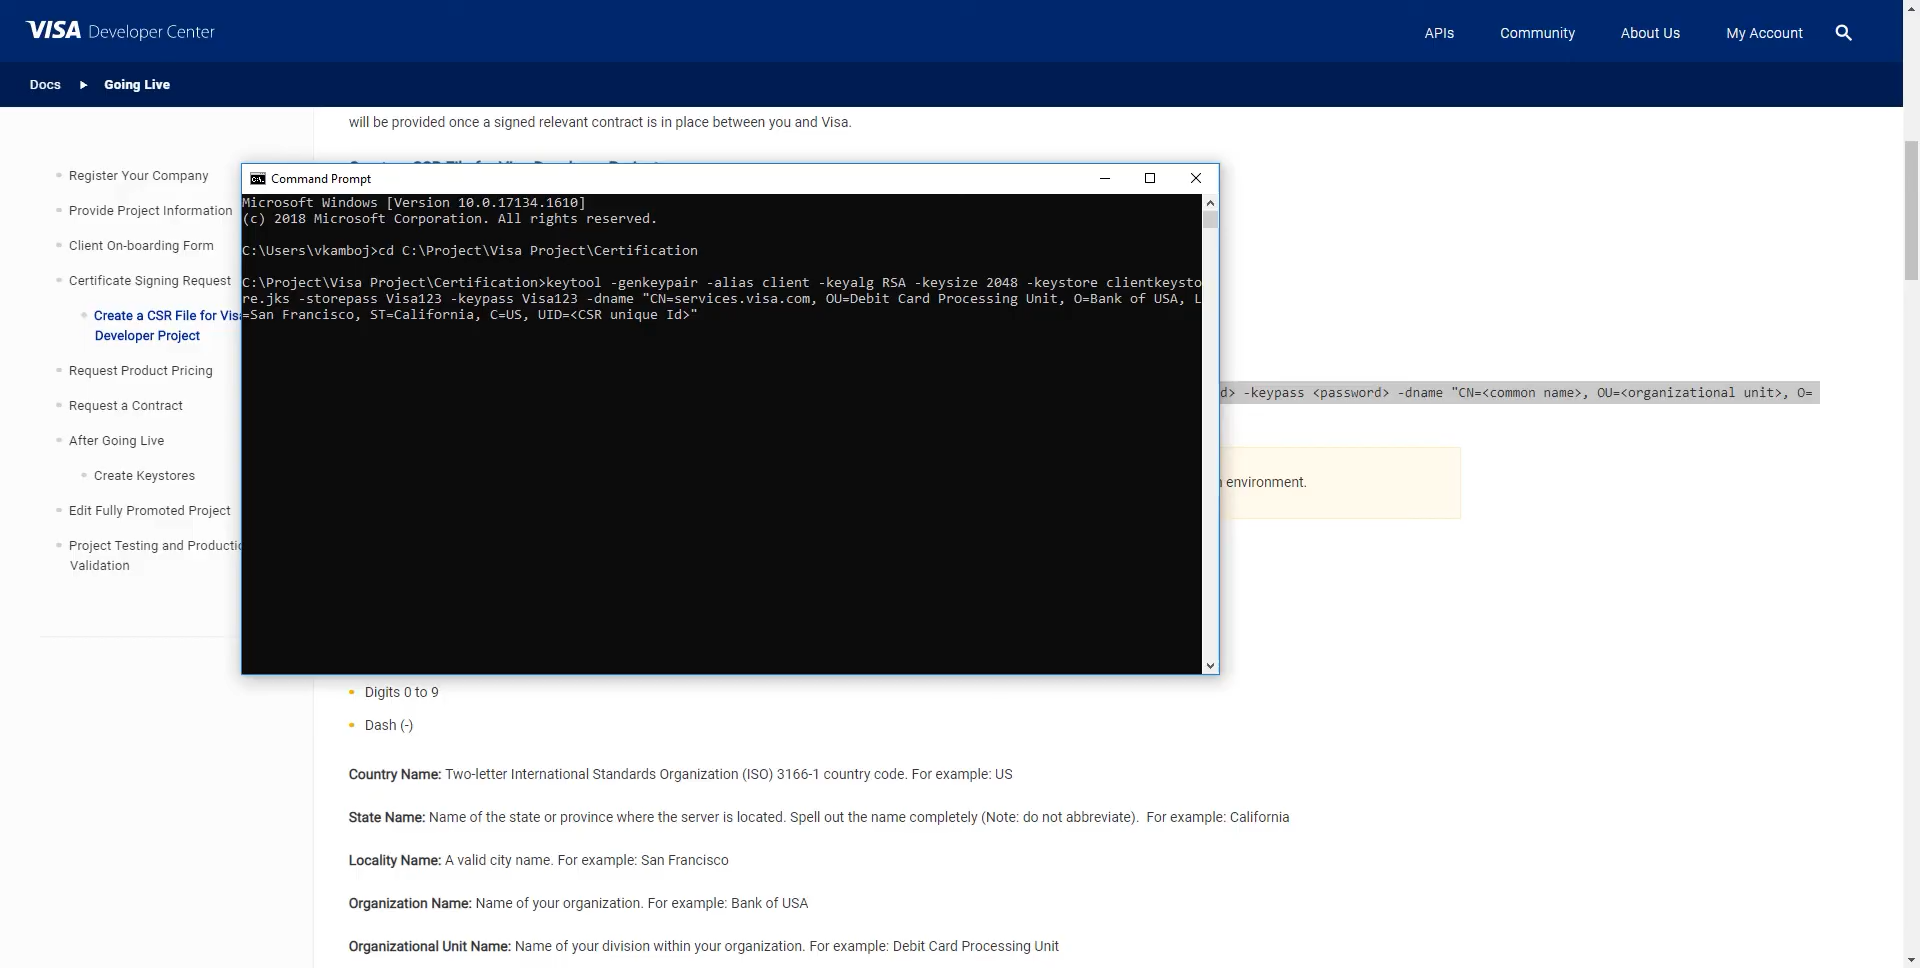 VISA Developer Center
APIs
Community
About Us
My Account
Docs
Going Live
will be provided once a signed relevant contract is in place between you and Visa.
Register Your Company
Provide Project Information
Client On-boarding Form
Certificate Signing Request
Create a CSR File for Visa
Developer Project
Request Product Pricing
Request a Contract
After Going Live
Create Keystores
Edit Fully Promoted Project
Project Testing and Productio
Validation
Command Prompt
Microsoft Windows [Version 10.0.17134.1610]
(c) 2018 Microsoft Corporation. All rights reserved.
C:\Users\vkamboj>cd C:\Project\Visa Project\Certification
C:\Project\Visa Project\Certification>keytool -genkeypair -alias client -keyalg RSA -keysize 2048 -keystore clientkeysto
re.jks -storepass Visa123 -keypass Visa123 -dname "CN=services.visa.com, OU=Debit Card Processing Unit, O=Bank of USA, L
=San Francisco, ST=California, C=US, UID=<CSR unique Id>"
d> -keypass <password> -dname "CN=<common name>, OU=<organizational unit>, O=
environment.
Digits 0 to 9
Dash (-)
Country Name: Two-letter International Standards Organization (ISO) 3166-1 country code. For example: US
State Name: Name of the state or province where the server is located. Spell out the name completely (Note: do not abbreviate). For example: California
Locality Name: A valid city name. For example: San Francisco
Organization Name: Name of your organization. For example: Bank of USA
Organizational Unit Name: Name of your division within your organization. For example: Debit Card Processing Unit